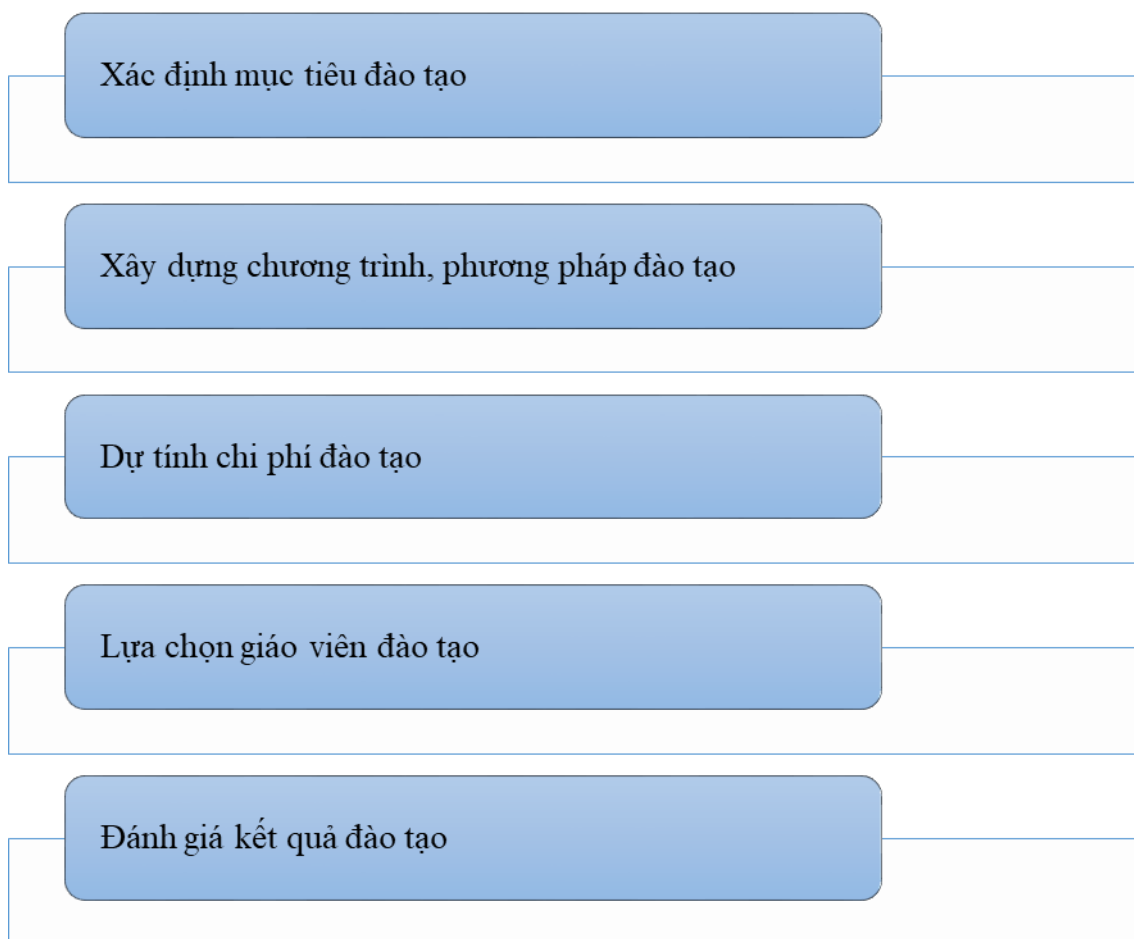 Xác định mục tiêu đào tạo
Xây dựng chương trình, phương pháp đào tạo
Dự tính chi phí đào tạo
Lựa chọn giáo viên đào tạo
Đánh giá kết quả đào tạo